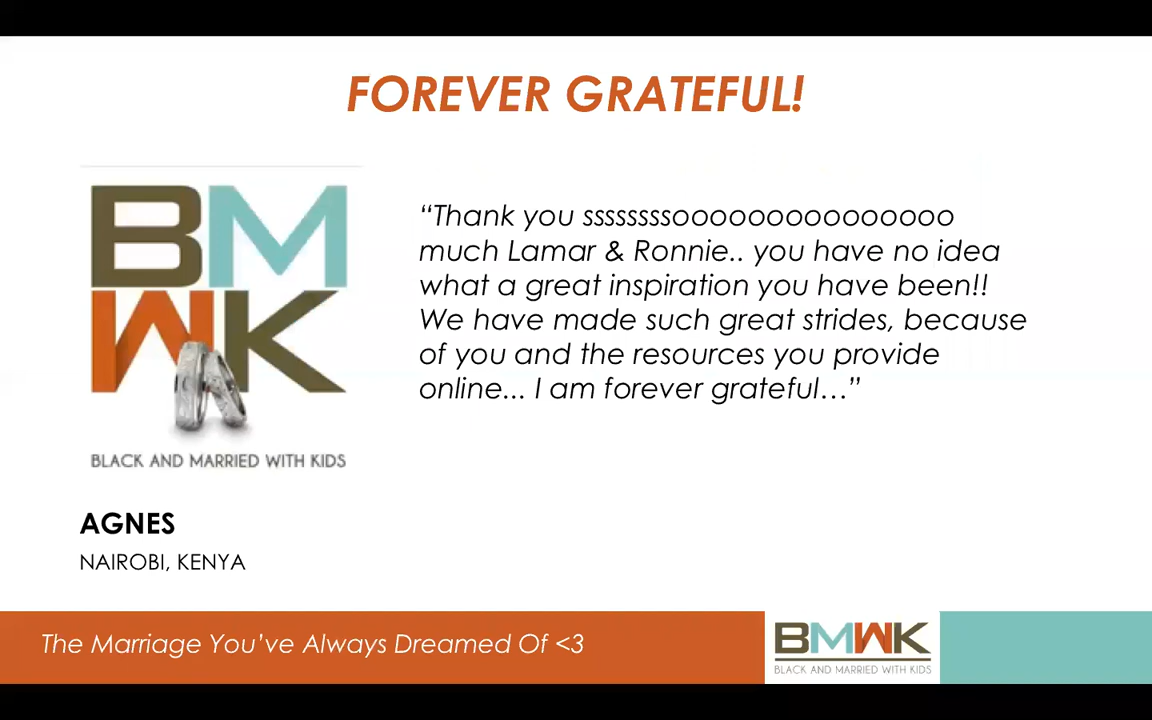 FOREVER GRATEFUL!
BM
WK
BLACK AND MARRIED WITH KIDS
“Thank you ssssssssooooooooooooooo
much Lamar & Ronnie.. you have no idea
what a great inspiration you have been!!
We have made such great strides, because
of you and the resources you provide
online... I am forever grateful…”
AGNES
NAIROBI, KENYA
The Marriage You’ve Always Dreamed Of <3
BMWK
BLACK AND MARRIED WITH KIDS